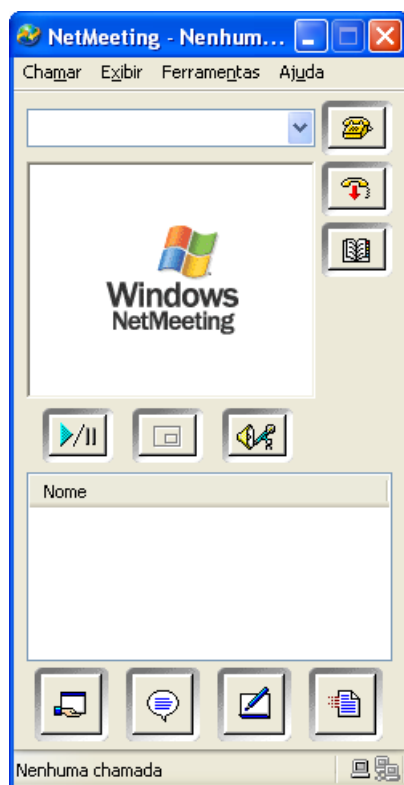 NetMeeting - Nenhum...
Chamar Exibir Ferramentas Ajuda
Windows
NetMeeting
Nome
Nenhuma chamada